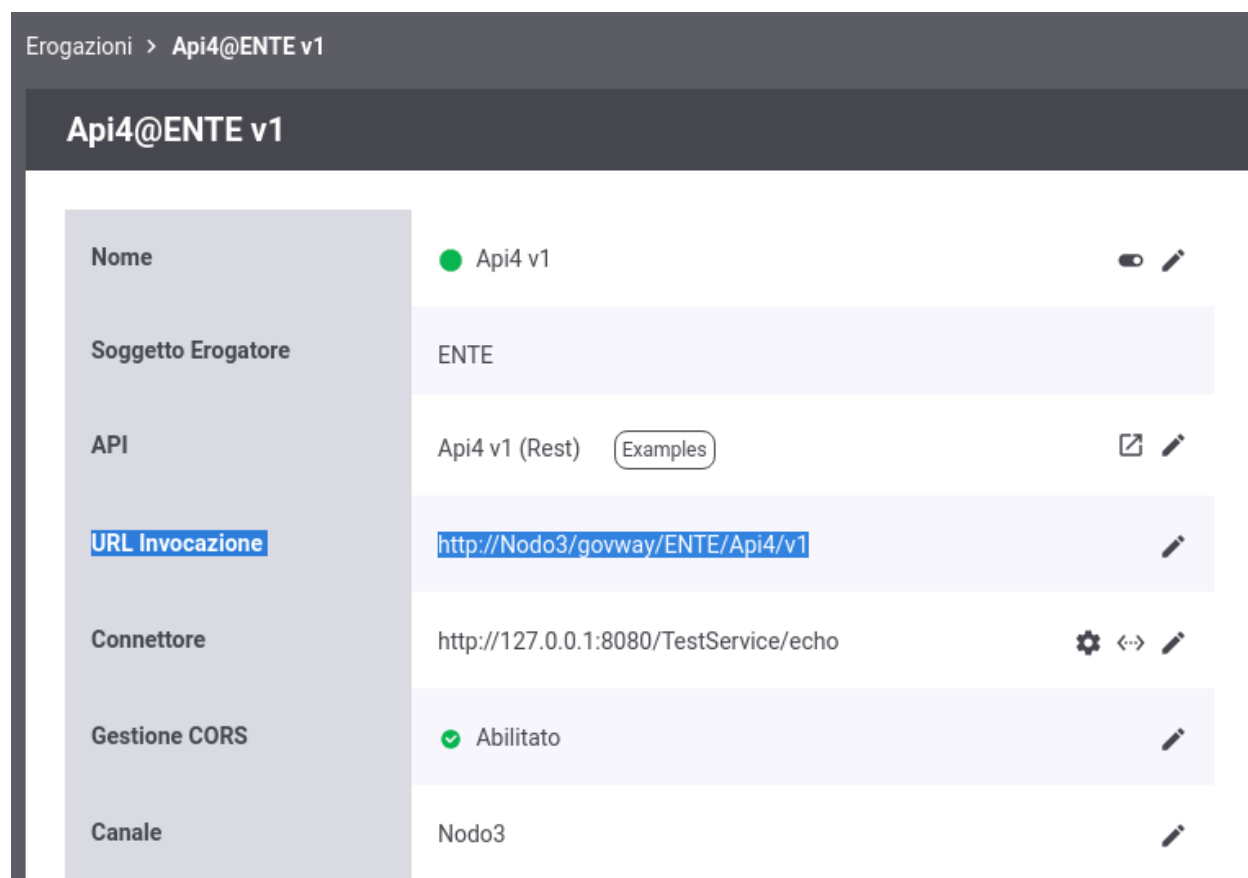 Erogazioni > Api4@ENTE v1
Api4@ENTE v1
Nome Api4 v1
Soggetto Erogatore ENTE
API Api4 v1 (Rest) Examples
URL Invocazione http://Nodo3/govway/ENTE/Api4/v1
Connettore http://127.0.0.1:8080/TestService/echo
Gestione CORS Abilitato
Canale Nodo3